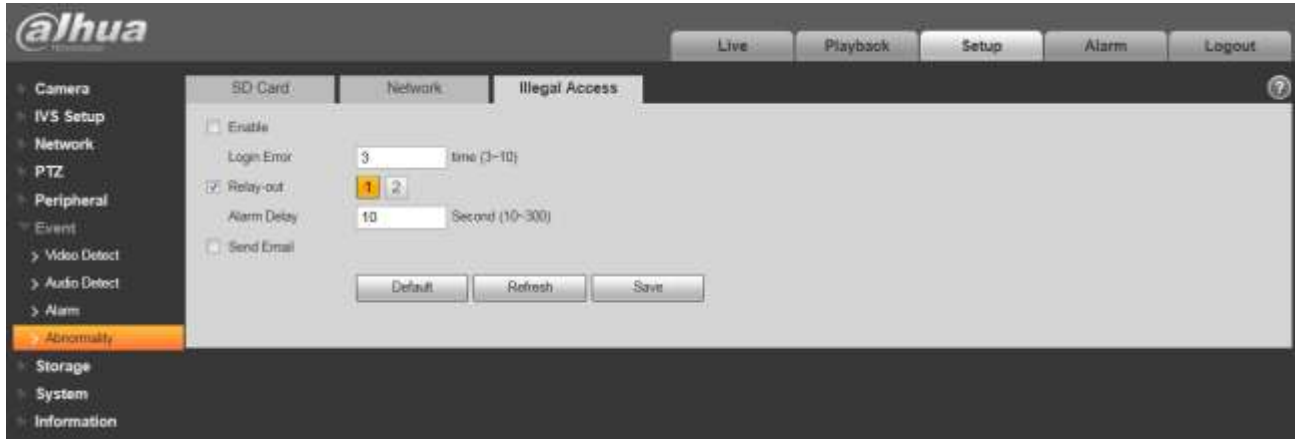 alhua
TECHNOLOGY
Live Playback Setup Alarm Logout
Camera
IVS Setup
Network
PTZ
Peripheral
Event
> Video Detect
> Audio Detect
> Alarm
> Abnormality
Storage
System
Information
SD Card Network Illegal Access ?
Enable
Login Error 3 time (3~10)
Relay-out 1 2
Alarm Delay 10 Second (10~300)
Send Email
Default Refresh Save